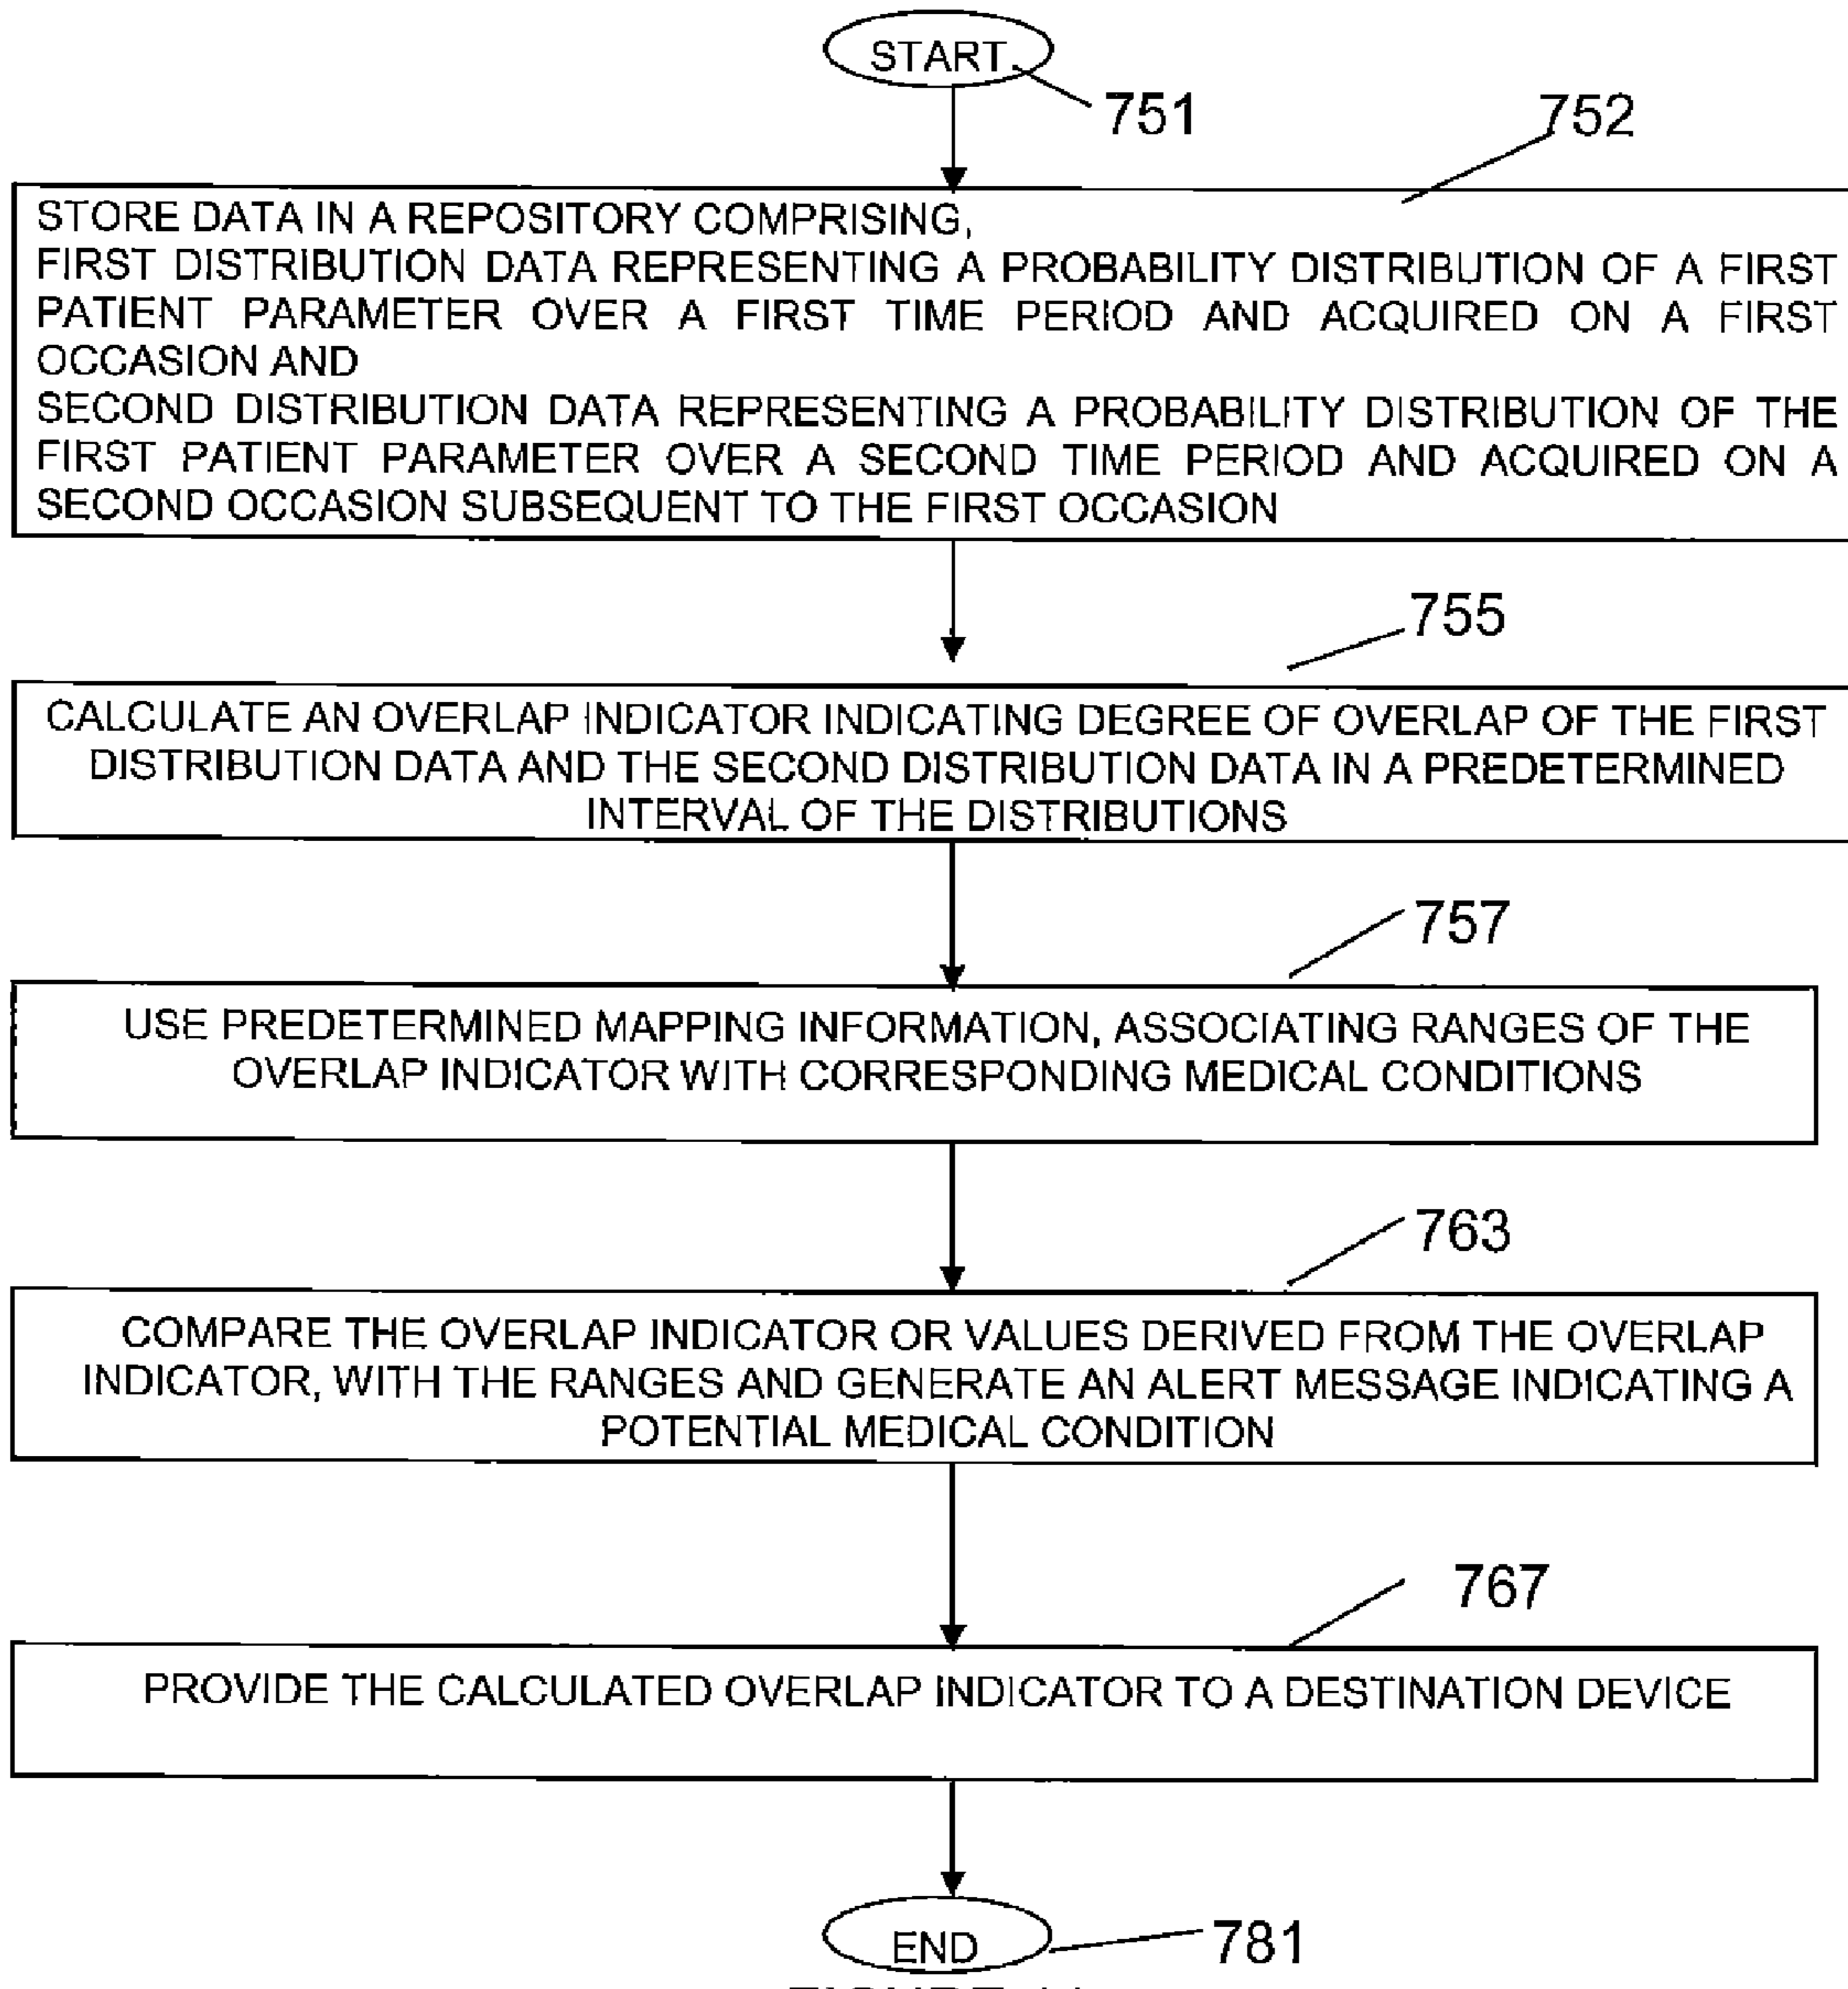 START
751
752
STORE DATA IN A REPOSITORY COMPRISING,
FIRST DISTRIBUTION DATA REPRESENTING A PROBABILITY DISTRIBUTION OF A FIRST
PATIENT PARAMETER OVER A FIRST TIME PERIOD AND ACQUIRED ON A FIRST
OCCASION AND
SECOND DISTRIBUTION DATA REPRESENTING A PROBABILITY DISTRIBUTION OF THE
FIRST PATIENT PARAMETER OVER A SECOND TIME PERIOD AND ACQUIRED ON A
SECOND OCCASION SUBSEQUENT TO THE FIRST OCCASION
755
CALCULATE AN OVERLAP INDICATOR INDICATING DEGREE OF OVERLAP OF THE FIRST
DISTRIBUTION DATA AND THE SECOND DISTRIBUTION DATA IN A PREDETERMINED
INTERVAL OF THE DISTRIBUTIONS
757
USE PREDETERMINED MAPPING INFORMATION, ASSOCIATING RANGES OF THE
OVERLAP INDICATOR WITH CORRESPONDING MEDICAL CONDITIONS
763
COMPARE THE OVERLAP INDICATOR OR VALUES DERIVED FROM THE OVERLAP
INDICATOR, WITH THE RANGES AND GENERATE AN ALERT MESSAGE INDICATING A
POTENTIAL MEDICAL CONDITION
767
PROVIDE THE CALCULATED OVERLAP INDICATOR TO A DESTINATION DEVICE
END
781